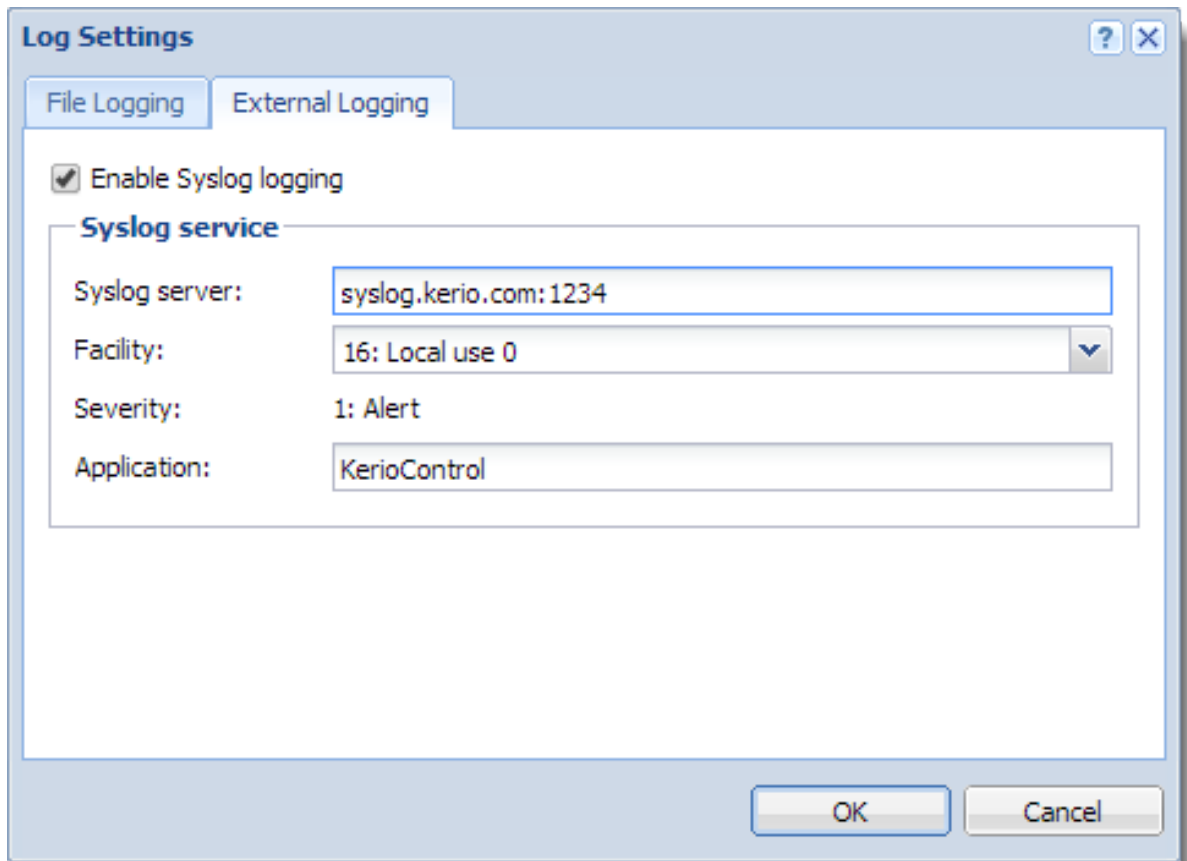 Log Settings
?
File Logging External Logging
Enable Syslog logging
Syslog service
Syslog server: syslog.kerio.com:1234
Facility: 16: Local use 0
Severity: 1: Alert
Application: KerioControl
OK Cancel